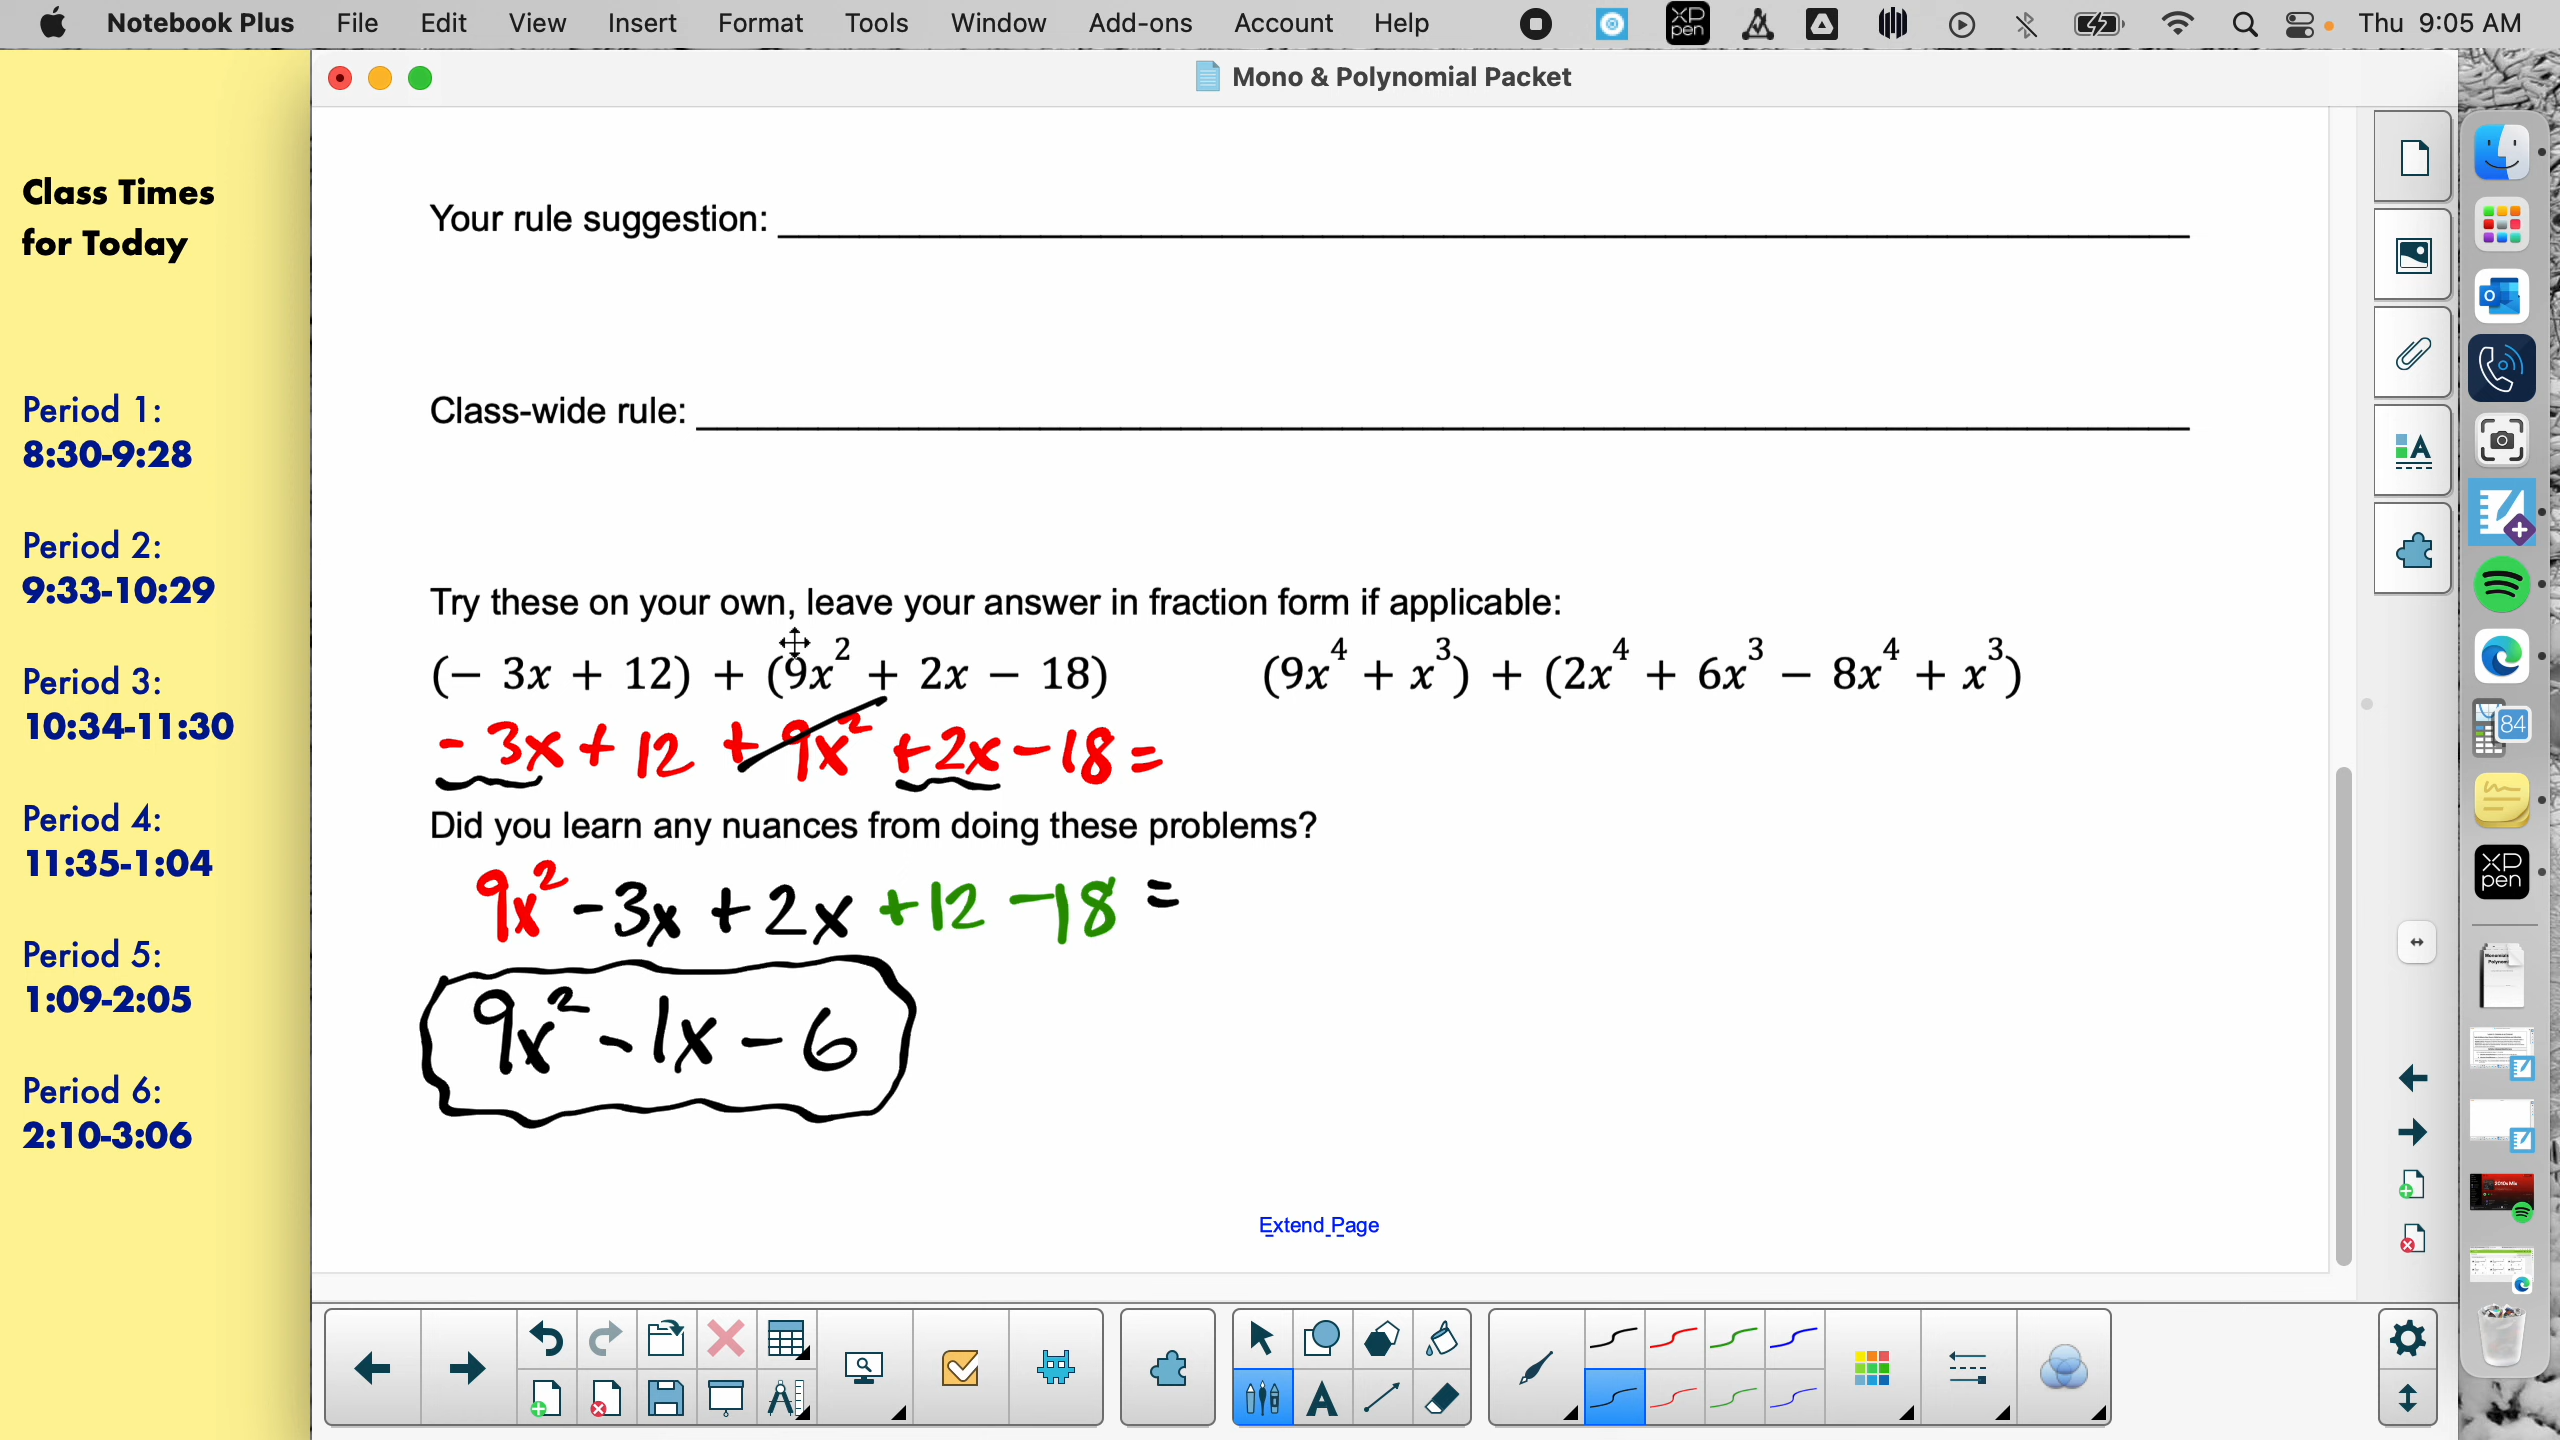 Notebook Plus File Edit View Insert Format Tools Window Add-ons Account Help XP pen Thu 9:05 AM
Mono & Polynomial Packet
Class Times
for Today
Period 1:
8:30-9:28
Period 2:
9:33-10:29
Period 3:
10:34-11:30
Period 4:
11:35-1:04
Period 5:
1:09-2:05
Period 6:
2:10-3:06
Your rule suggestion:
Class-wide rule:
Try these on your own, leave your answer in fraction form if applicable:
(− 3x + 12) + (9x² + 2x − 18) (9x⁴ + x³) + (2x⁴ + 6x³ − 8x⁴ + x³)
- 3x + 12 + 9x² + 2x - 18 =
Did you learn any nuances from doing these problems?
9x² - 3x + 2x + 12 - 18 =
9x² - 1x - 6
Extend Page
A
A
84
XP
pen